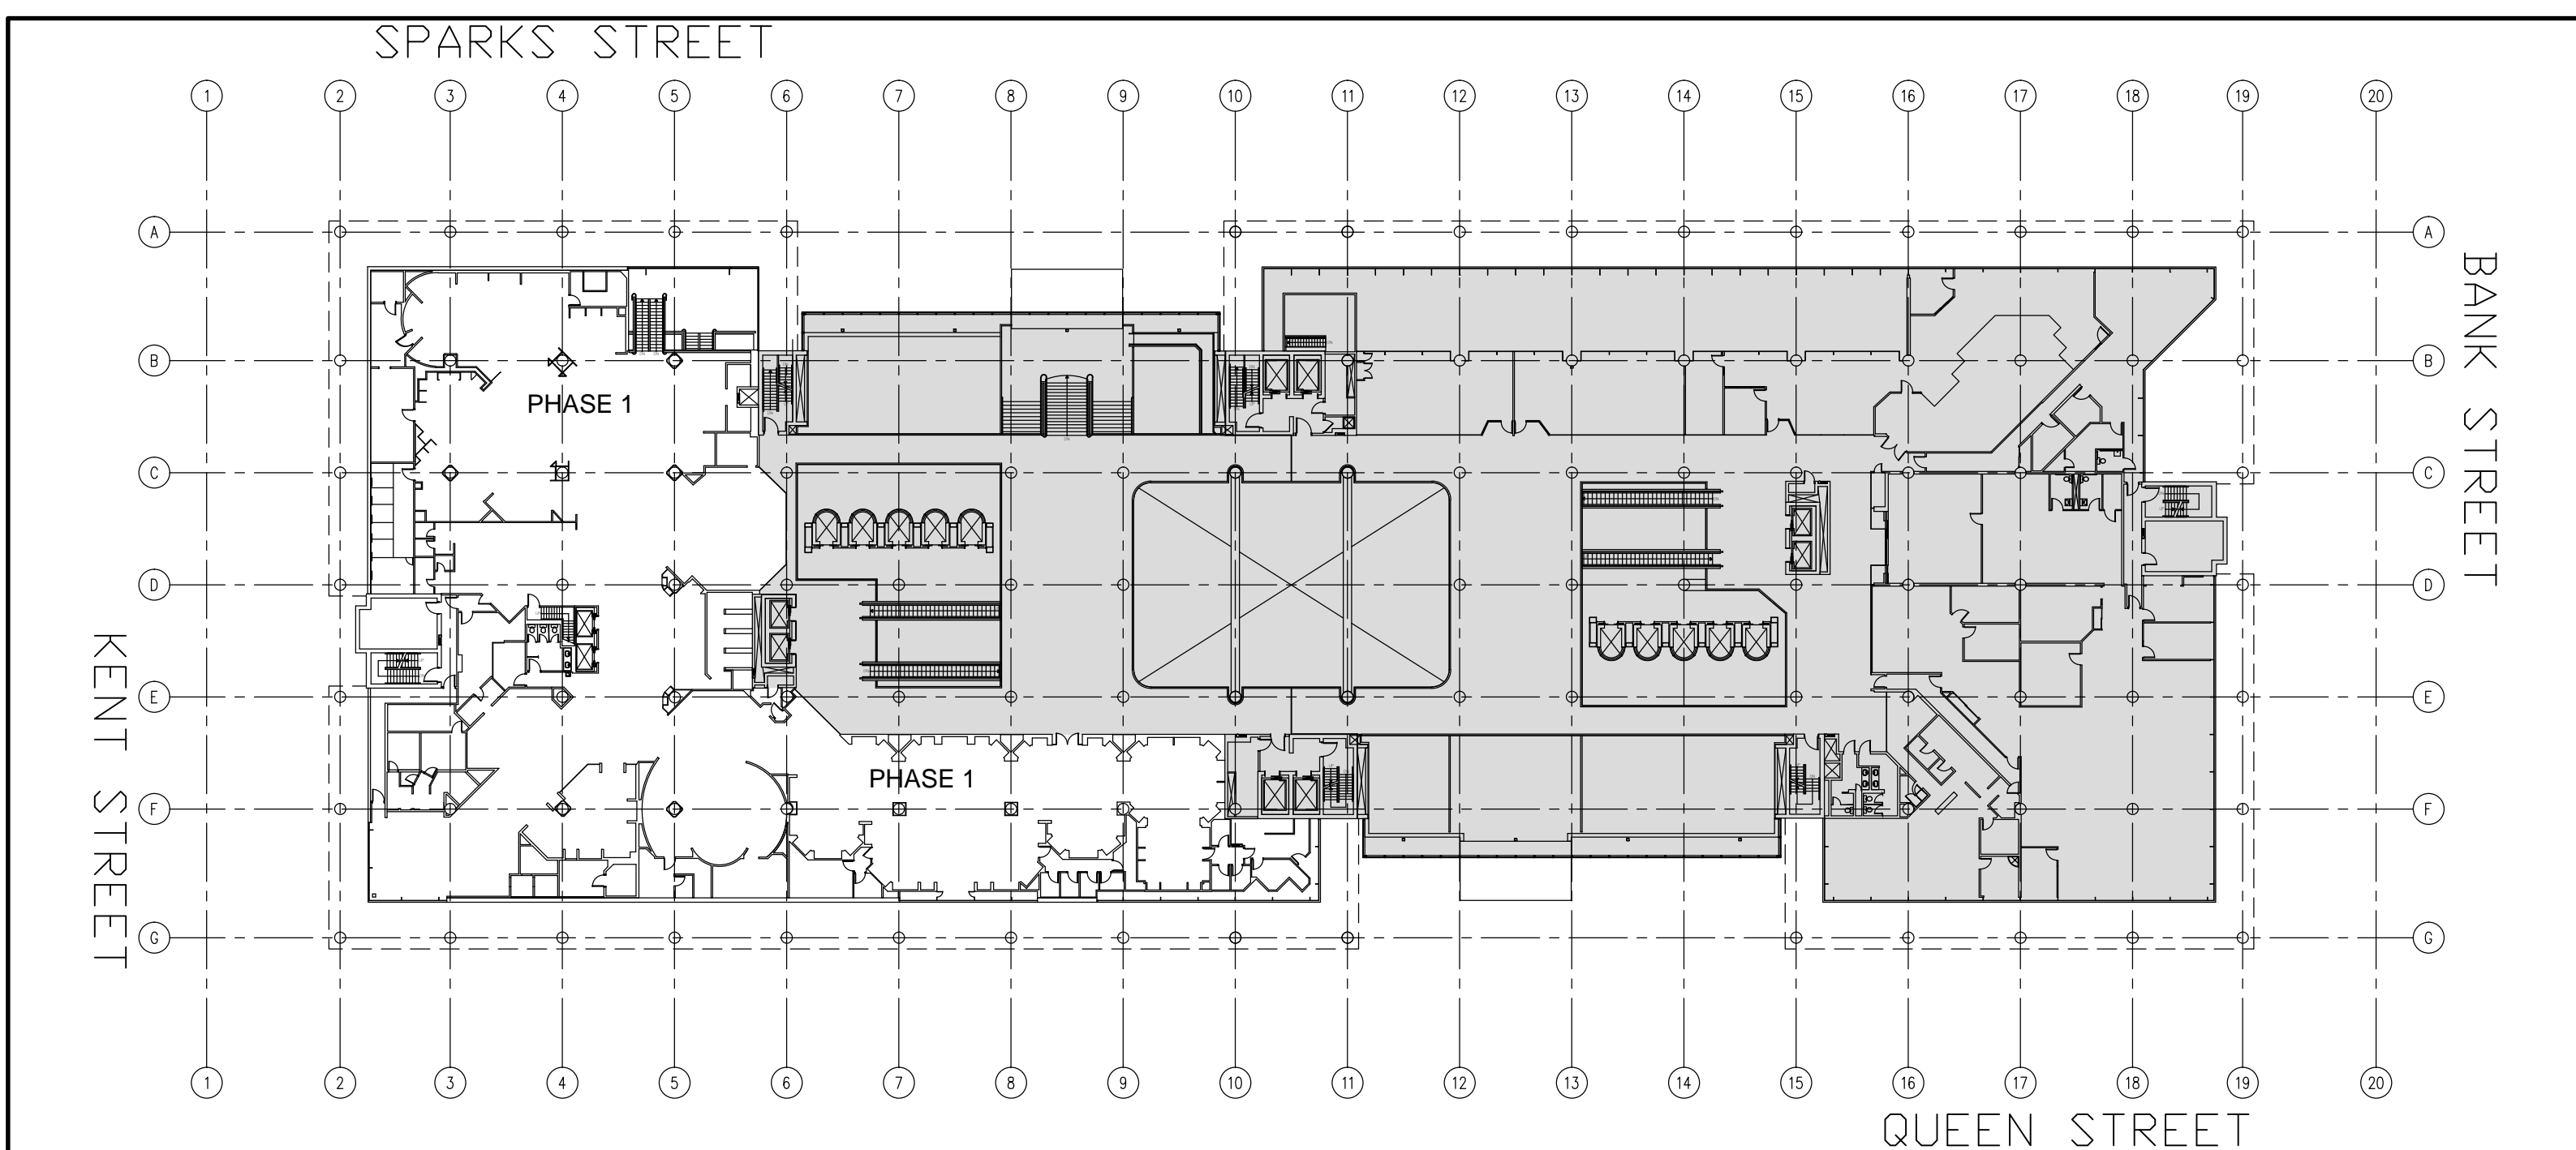 SPARKS STREET
1 2 3 4 5 6 7 8 9 10 11 12 13 14 15 16 17 18 19 20
A A
BANK STREET
B B
PHASE 1
C C
D D
KENT STREET
E E
PHASE 1
F F
G G
1 2 3 4 5 6 7 8 9 10 11 12 13 14 15 16 17 18 19 20
QUEEN STREET